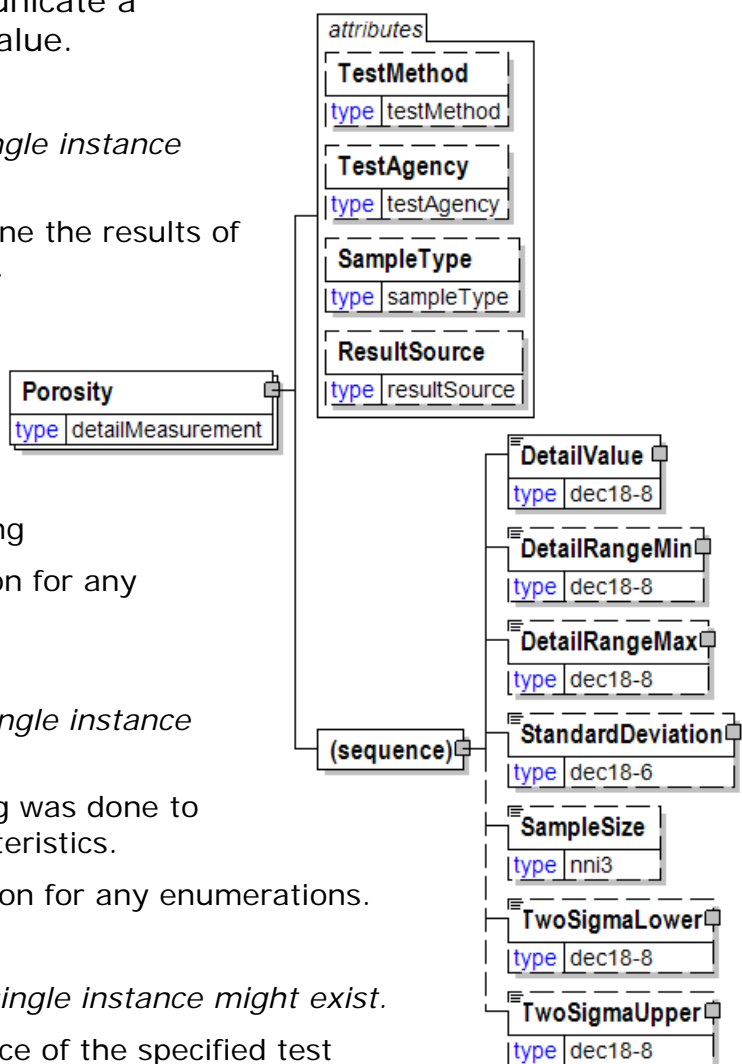 unicate a
alue.
ngle instance
ne the results of
.
ng
on for any
ngle instance
g was done to
teristics.
on for any enumerations.
single instance might exist.
ce of the specified test
attributes
TestMethod
type testMethod
TestAgency
type testAgency
SampleType
type sampleType
ResultSource
type resultSource
Porosity
type detailMeasurement
(sequence)
DetailValue
type dec18-8
DetailRangeMin
type dec18-8
DetailRangeMax
type dec18-8
StandardDeviation
type dec18-6
SampleSize
type nni3
TwoSigmaLower
type dec18-8
TwoSigmaUpper
type dec18-8